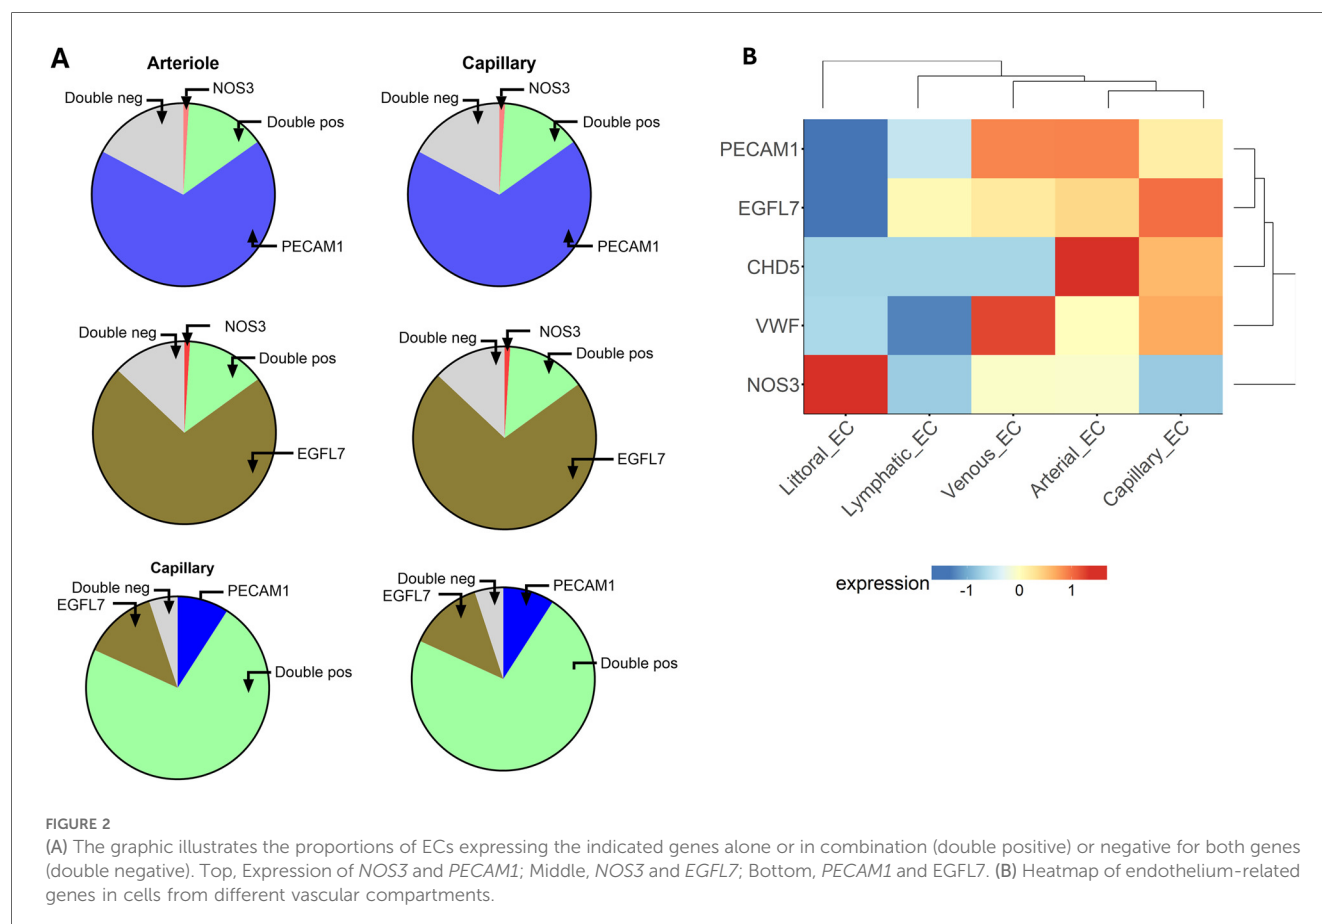 A
Arteriole
Capillary
Double neg
NOS3
Double pos
PECAM1
Double neg
NOS3
Double pos
PECAM1
Double neg
NOS3
Double pos
EGFL7
Double neg
NOS3
Double pos
EGFL7
Capillary
Double neg
PECAM1
EGFL7
Double pos
Double neg
PECAM1
EGFL7
Double pos
B
PECAM1
EGFL7
CHD5
VWF
NOS3
Littoral_EC
Lymphatic_EC
Venous_EC
Arterial_EC
Capillary_EC
expression
-1 0 1
FIGURE 2
(A) The graphic illustrates the proportions of ECs expressing the indicated genes alone or in combination (double positive) or negative for both genes
(double negative). Top, Expression of NOS3 and PECAM1; Middle, NOS3 and EGFL7; Bottom, PECAM1 and EGFL7. (B) Heatmap of endothelium-related
genes in cells from different vascular compartments.